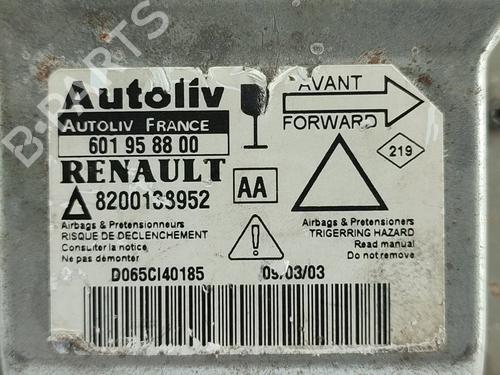 B-PARTS
Autoliv
AUTOLIV FRANCE
601 95 88 00
RENAULT
8200133952
AA
AVANT
FORWARD
219
Airbags & Pretensionneurs
RISQUE DE DECLENCHEMENT
Consulter la notice
Ne pas démonter
Airbags & Pretensioners
TRIGERRING HAZARD
Read manual
Do not remove
D065CI40185
09/03/03